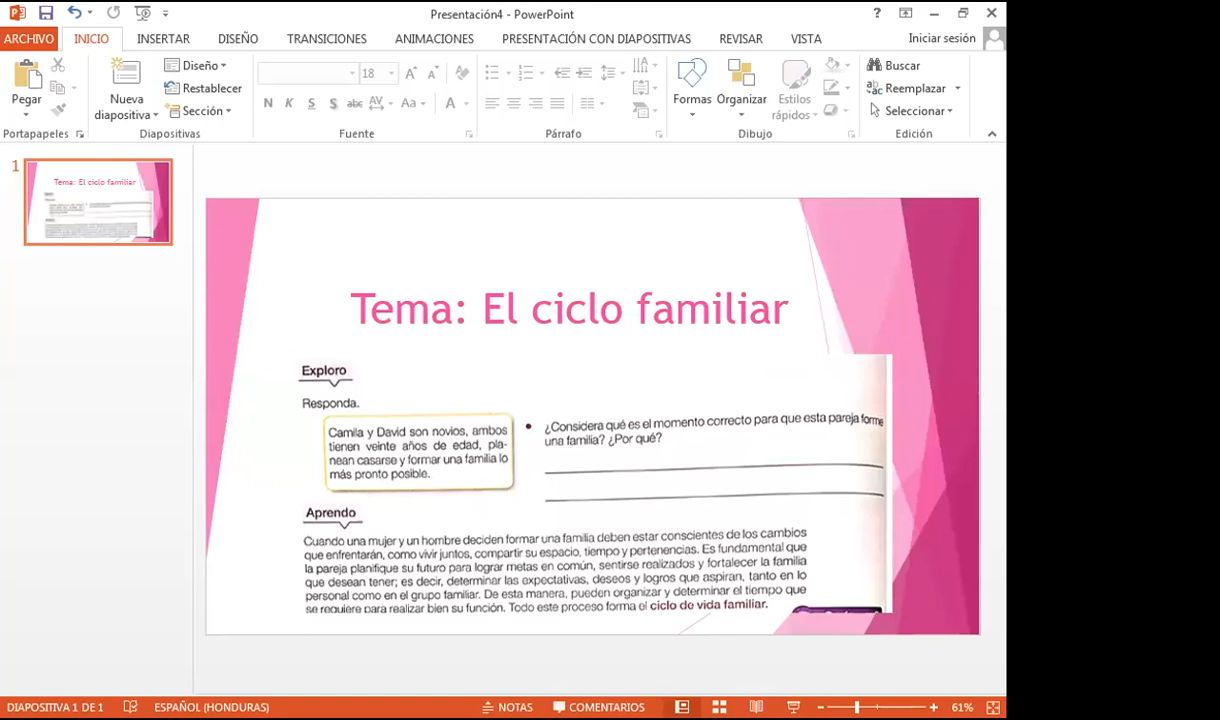 Presentación4 - PowerPoint
?
ARCHIVO INICIO INSERTAR DISEÑO TRANSICIONES ANIMACIONES PRESENTACIÓN CON DIAPOSITIVAS REVISAR VISTA Iniciar sesión
Pegar
Nueva
diapositiva
Diseño
Restablecer
Sección
18
N K S S abc AV Aa A
Formas
Organizar
Estilos
rápidos
Buscar
Reemplazar
Seleccionar
Portapapeles Diapositivas Fuente Párrafo Dibujo Edición
1
Tema: El ciclo familiar
Tema: El ciclo familiar
Exploro
Responda.
Camila y David son novios, ambos
tienen veinte años de edad, pla-
nean casarse y formar una familia lo
más pronto posible.
• ¿Considera qué es el momento correcto para que esta pareja forme
una familia? ¿Por qué?
Aprendo
Cuando una mujer y un hombre deciden formar una familia deben estar conscientes de los cambios
que enfrentarán, como vivir juntos, compartir su espacio, tiempo y pertenencias. Es fundamental que
la pareja planifique su futuro para lograr metas en común, sentirse realizados y fortalecer la familia
que desean tener; es decir, determinar las expectativas, deseos y logros que aspiran, tanto en lo
personal como en el grupo familiar. De esta manera, pueden organizar y determinar el tiempo que
se requiere para realizar bien su función. Todo este proceso forma el ciclo de vida familiar.
DIAPOSITIVA 1 DE 1 ESPAÑOL (HONDURAS) NOTAS COMENTARIOS 61%